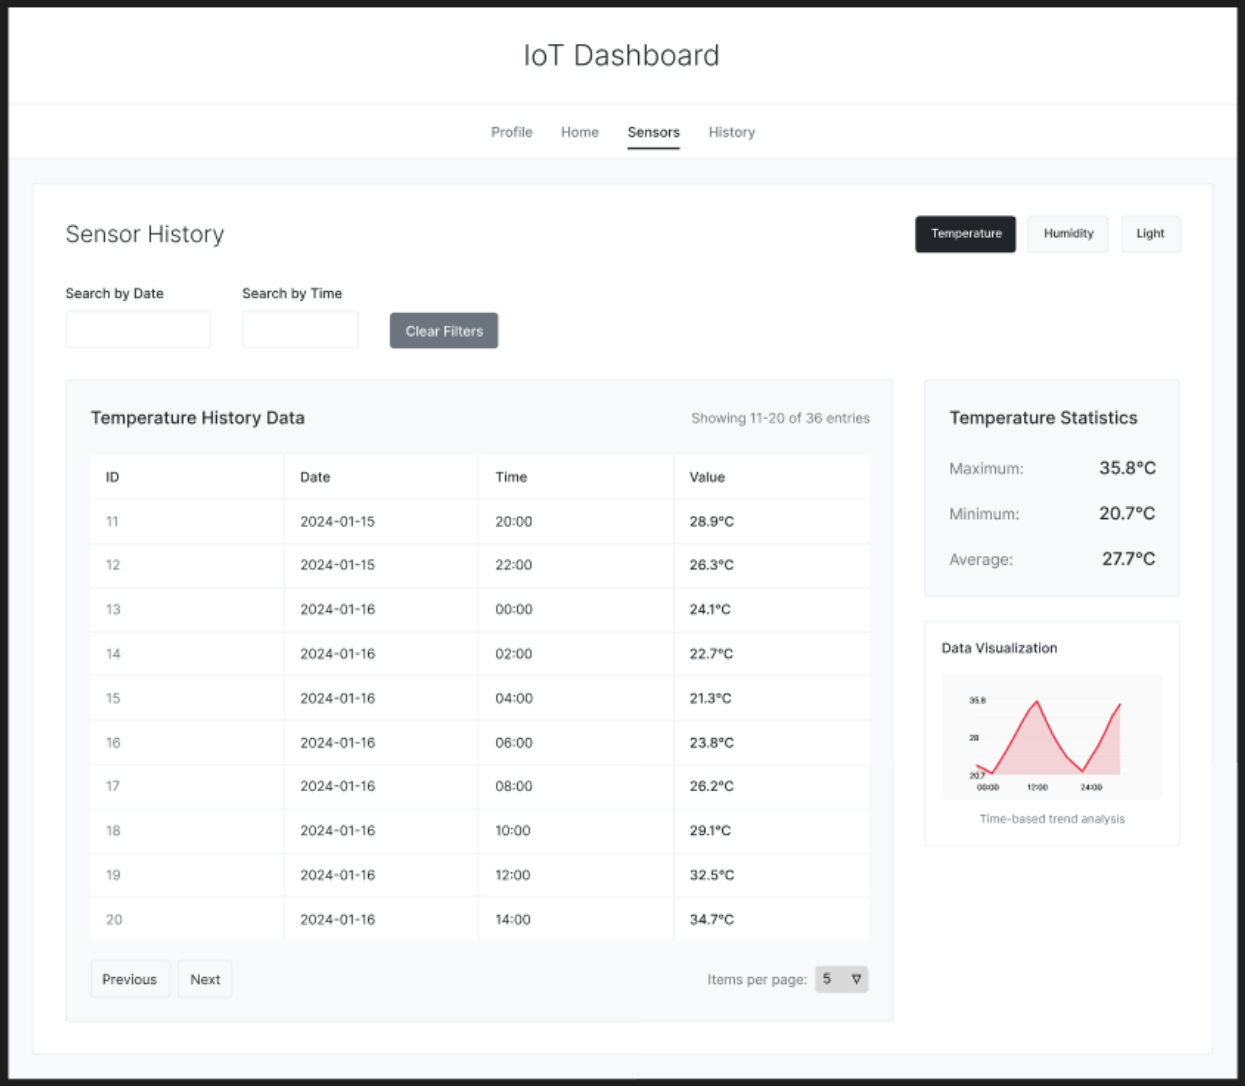 IoT Dashboard
Profile Home Sensors History
Sensor History
Temperature Humidity Light
Search by Date Search by Time
Clear Filters
Temperature History Data Showing 11-20 of 36 entries
ID Date Time Value
11 2024-01-15 20:00 28.9°C
12 2024-01-15 22:00 26.3°C
13 2024-01-16 00:00 24.1°C
14 2024-01-16 02:00 22.7°C
15 2024-01-16 04:00 21.3°C
16 2024-01-16 06:00 23.8°C
17 2024-01-16 08:00 26.2°C
18 2024-01-16 10:00 29.1°C
19 2024-01-16 12:00 32.5°C
20 2024-01-16 14:00 34.7°C
Previous Next Items per page: 5
Temperature Statistics
Maximum: 35.8°C
Minimum: 20.7°C
Average: 27.7°C
Data Visualization
35.8
28
20.7
00:00 12:00 24:00
Time-based trend analysis